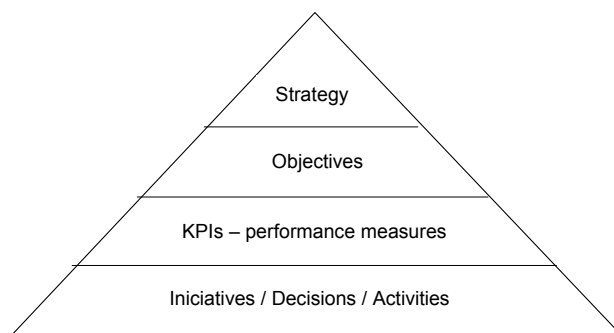 Strategy
Objectives
KPIs – performance measures
Iniciatives / Decisions / Activities